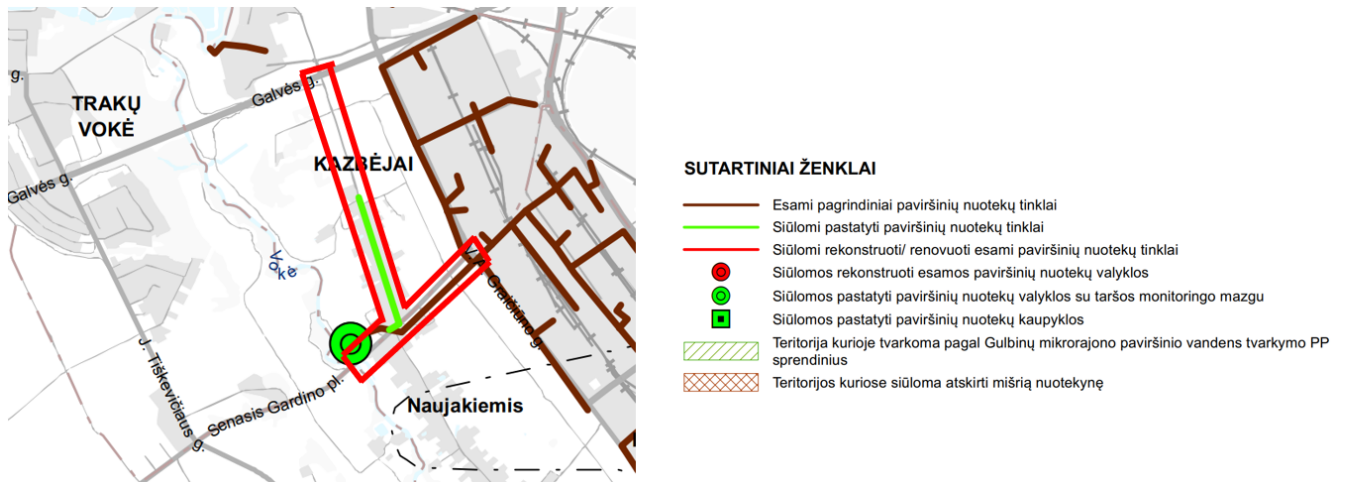 g.
TRAKŲ
VOKĖ
Galvės g.
KAZBĖJAI
Galvės g.
Vokė
V. A. Graičiūno g.
J. Tiškevičiaus g.
Senasis Gardino pl.
Naujakiemis
SUTARTINIAI ŽENKLAI
Esami pagrindiniai paviršinių nuotekų tinklai
Siūlomi pastatyti paviršinių nuotekų tinklai
Siūlomi rekonstruoti/ renovuoti esami paviršinių nuotekų tinklai
Siūlomos rekonstruoti esamos paviršinių nuotekų valyklos
Siūlomos pastatyti paviršinių nuotekų valyklos su taršos monitoringo mazgu
Siūlomos pastatyti paviršinių nuotekų kaupyklos
Teritorija kurioje tvarkoma pagal Gulbinų mikrorajono paviršinio vandens tvarkymo PP
sprendinius
Teritorijos kuriose siūloma atskirti mišrią nuotekynę